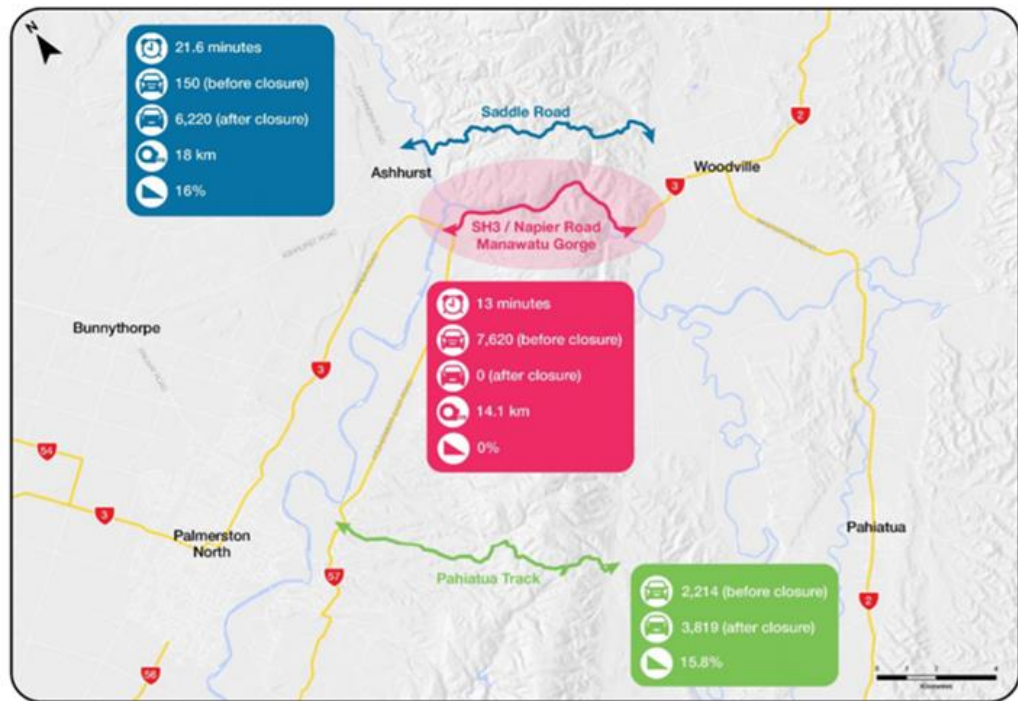 N
21.6 minutes
150 (before closure)
6,220 (after closure)
18 km
16%
Saddle Road
2
Ashhurst
Woodville
3
SH3 / Napier Road
Manawatu Gorge
13 minutes
7,620 (before closure)
0 (after closure)
14.1 km
0%
Bunnythorpe
3
54
3
Palmerston
North
Pahiatua
57
Pahiatua Track
2,214 (before closure)
3,819 (after closure)
15.8%
2
56